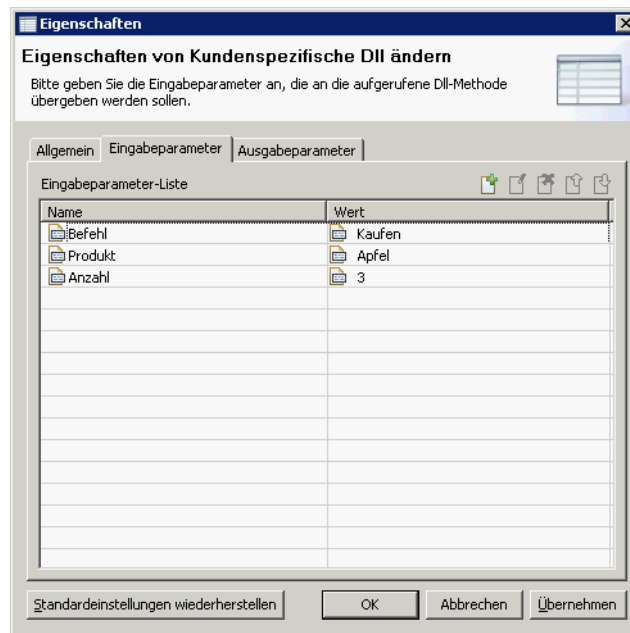 Eigenschaften
Eigenschaften von Kundenspezifische Dll ändern
Bitte geben Sie die Eingabeparameter an, die an die aufgerufene Dll-Methode
übergeben werden sollen.
Allgemein Eingabeparameter Ausgabeparameter
Eingabeparameter-Liste
Name Wert
Befehl Kaufen
Produkt Apfel
Anzahl 3
Standardeinstellungen wiederherstellen OK Abbrechen Übernehmen